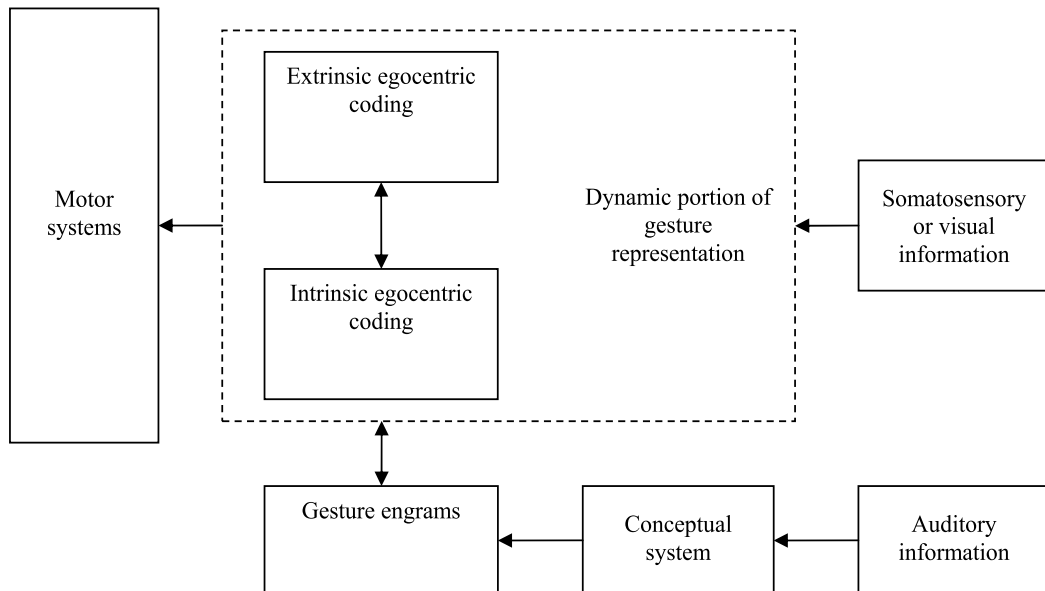 Extrinsic egocentric
coding
Motor
systems
Dynamic portion of
gesture
representation
Somatosensory
or visual
information
Intrinsic egocentric
coding
Gesture engrams
Conceptual
system
Auditory
information